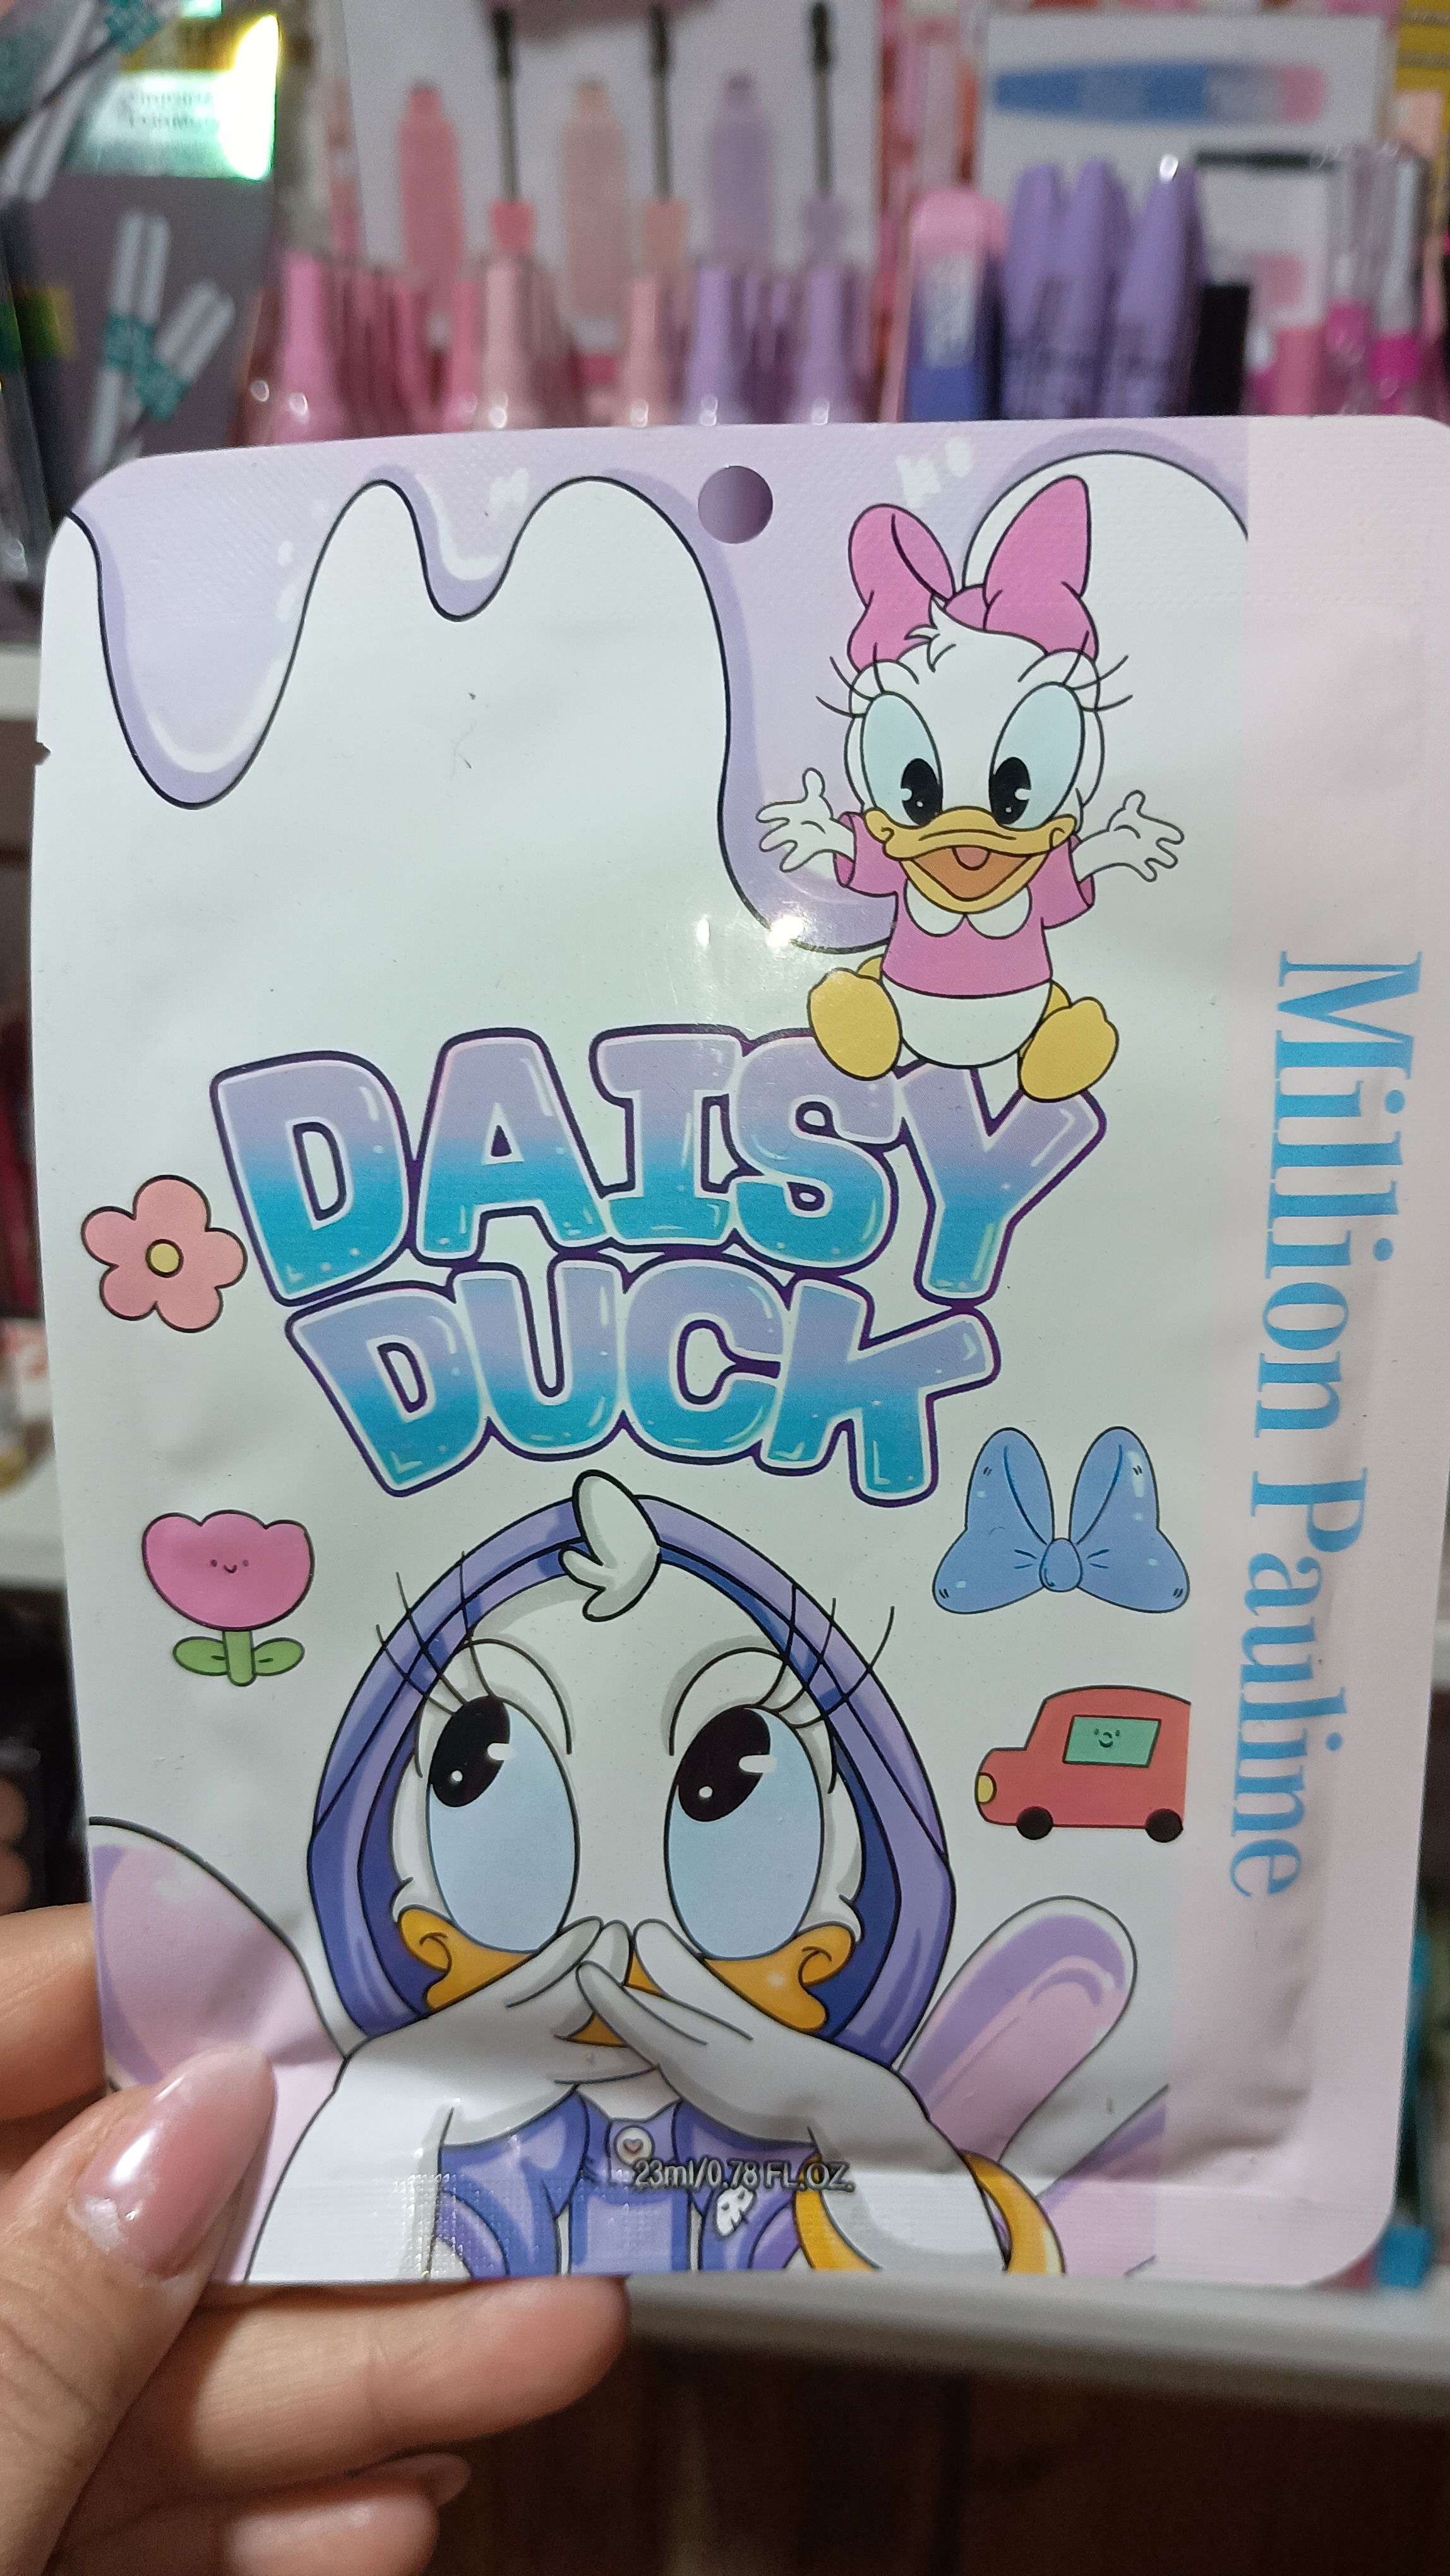 DAISY
DUCK
Million Pauline
23ml/0.78 FL.OZ.